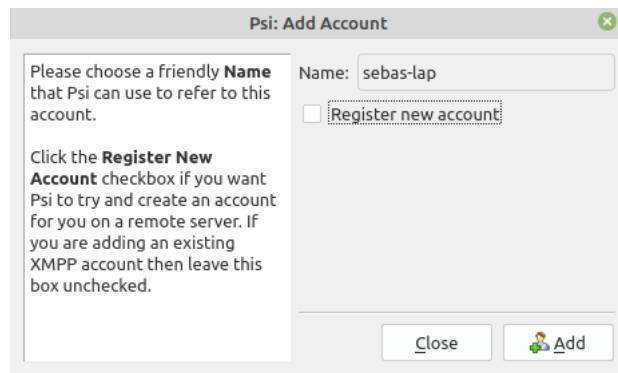 Psi: Add Account
Please choose a friendly Name
that Psi can use to refer to this
account.
Click the Register New
Account checkbox if you want
Psi to try and create an account
for you on a remote server. If
you are adding an existing
XMPP account then leave this
box unchecked.
Name: sebas-lap
Register new account
Close
Add